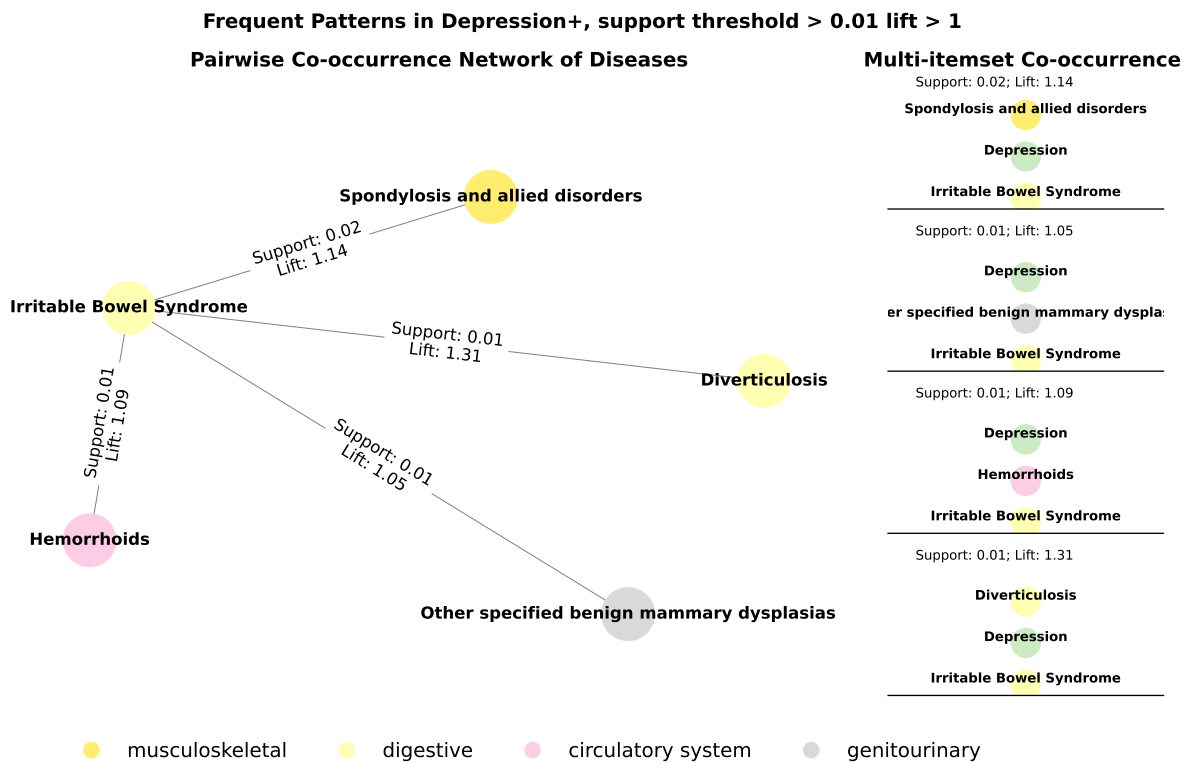 Frequent Patterns in Depression+, support threshold > 0.01 lift > 1
Pairwise Co-occurrence Network of Diseases
Spondylosis and allied disorders
Support: 0.02
Lift: 1.14
Irritable Bowel Syndrome
Support: 0.01
Lift: 1.31
Diverticulosis
Support: 0.01
Lift: 1.09
Support: 0.01
Lift: 1.05
Hemorrhoids
Other specified benign mammary dysplasias
Multi-itemset Co-occurrence
Support: 0.02; Lift: 1.14
Spondylosis and allied disorders
Depression
Irritable Bowel Syndrome
Support: 0.01; Lift: 1.05
Depression
er specified benign mammary dysplas
Irritable Bowel Syndrome
Support: 0.01; Lift: 1.09
Depression
Hemorrhoids
Irritable Bowel Syndrome
Support: 0.01; Lift: 1.31
Diverticulosis
Depression
Irritable Bowel Syndrome
musculoskeletal digestive circulatory system genitourinary